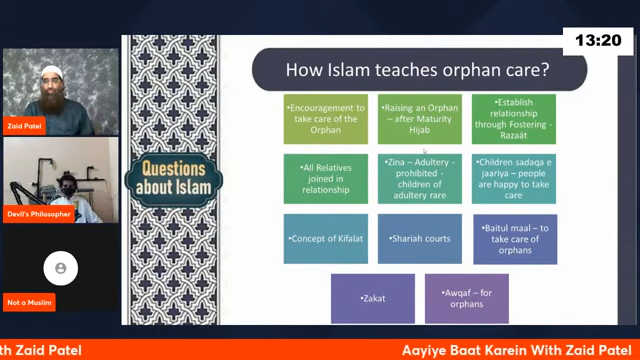 13:20
How Islam teaches orphan care?
Zaid Patel
Devil's Philosopher
Not a Muslim
Questions
about Islam
•Encouragement to
take care of the
Orphan
•Raising an Orphan
– after Maturity
Hijab
•Establish
relationship
through Fostering -
Razaát
•All Relatives
joined in
relationship
•Zina – Adultery -
prohibited -
children of
adultery rare
•Children sadaqa e
jaariya – people
are happy to take
care
•Concept of Kifalat
•Shariah courts
•Baitul maal – to
take care of
orphans
•Zakat
•Awqaf – for
orphans
th Zaid Patel
Aayiye Baat Karein With Zaid Patel